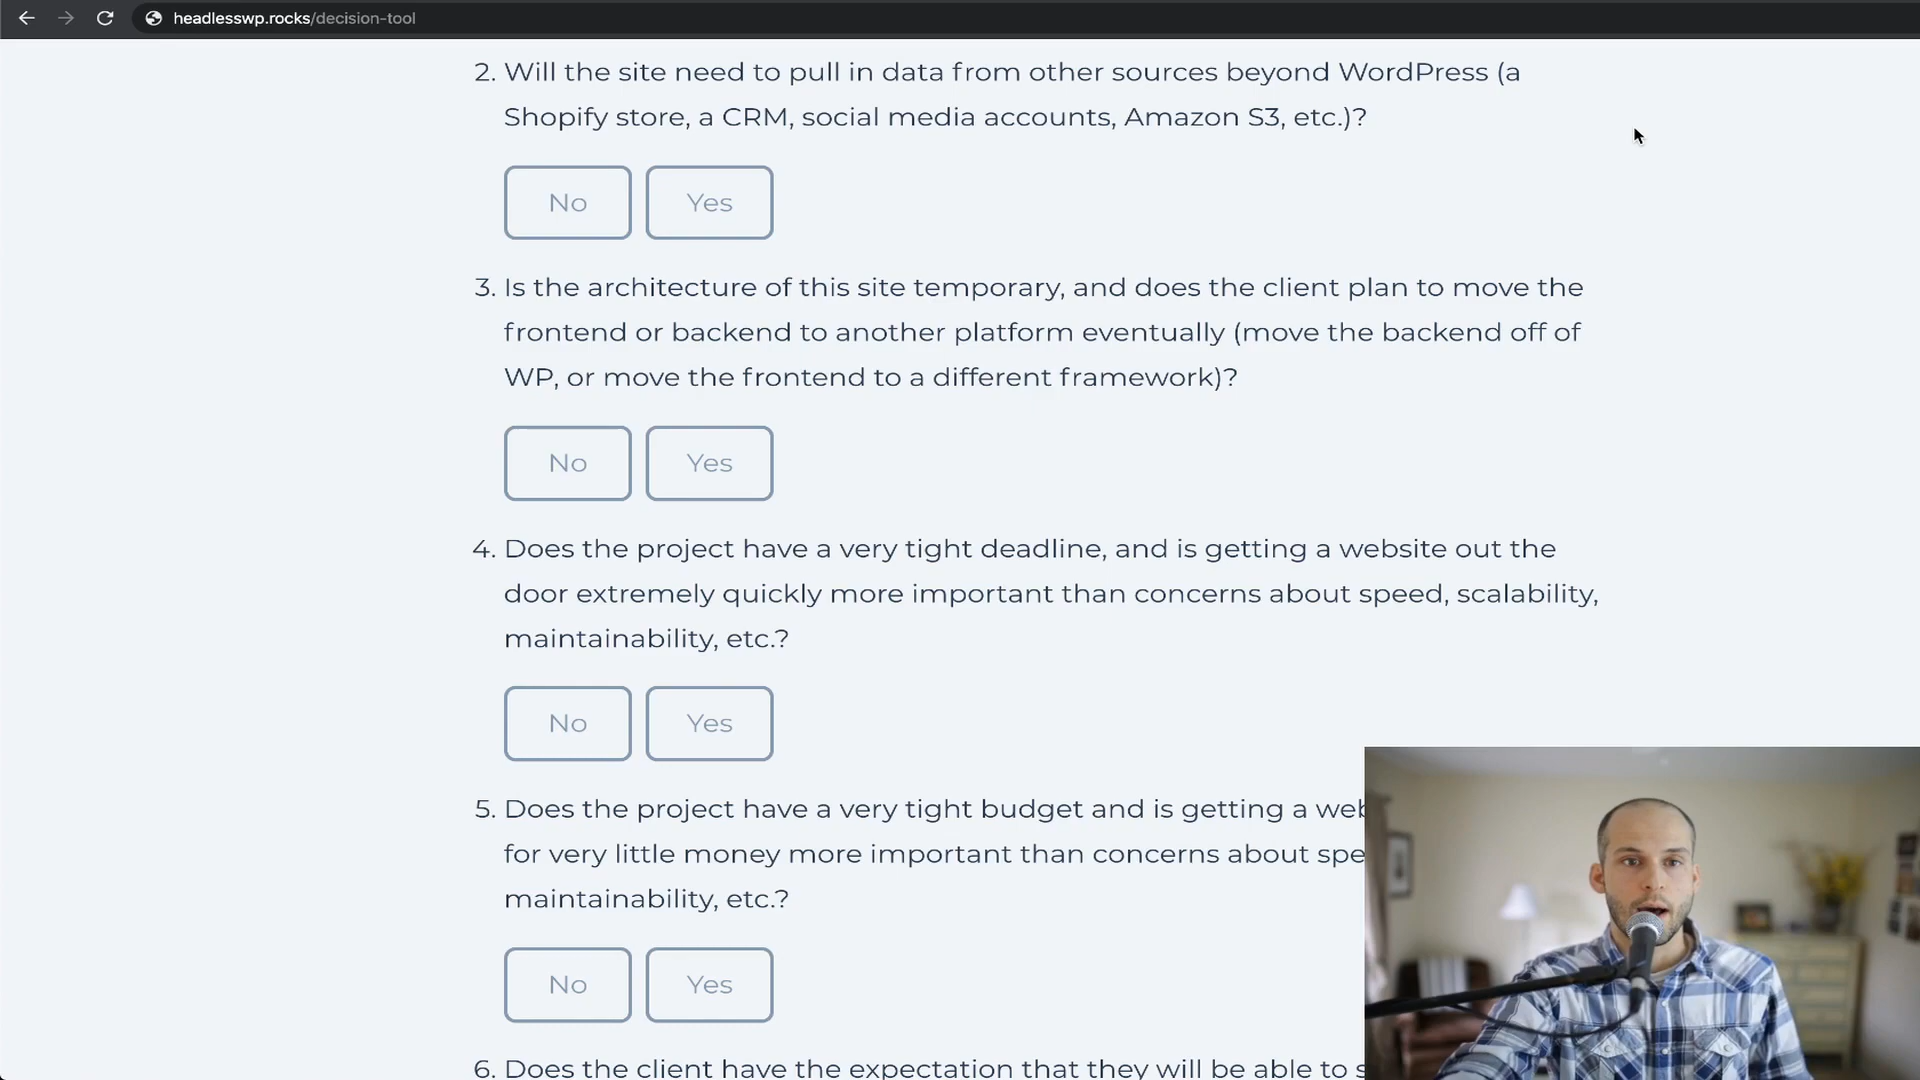 headlesswp.rocks/decision-tool
2. Will the site need to pull in data from other sources beyond WordPress (a
Shopify store, a CRM, social media accounts, Amazon S3, etc.)?
No Yes
3. Is the architecture of this site temporary, and does the client plan to move the
frontend or backend to another platform eventually (move the backend off of
WP, or move the frontend to a different framework)?
No Yes
4. Does the project have a very tight deadline, and is getting a website out the
door extremely quickly more important than concerns about speed, scalability,
maintainability, etc.?
No Yes
5. Does the project have a very tight budget and is getting a
for very little money more important than concerns about
maintainability, etc.?
No Yes
6. Does the client have the expectation that they will be able to